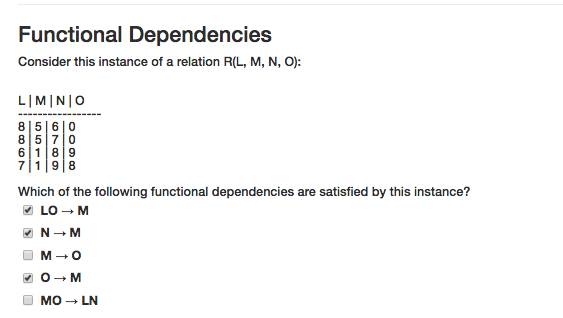 Functional Dependencies
Consider this instance of a relation R(L, M, N, O):
L | M | N | O
-----------------
8 | 5 | 6 | 0
8 | 5 | 7 | 0
6 | 1 | 8 | 9
7 | 1 | 9 | 8
Which of the following functional dependencies are satisfied by this instance?
LO → M
N → M
M → O
O → M
MO → LN